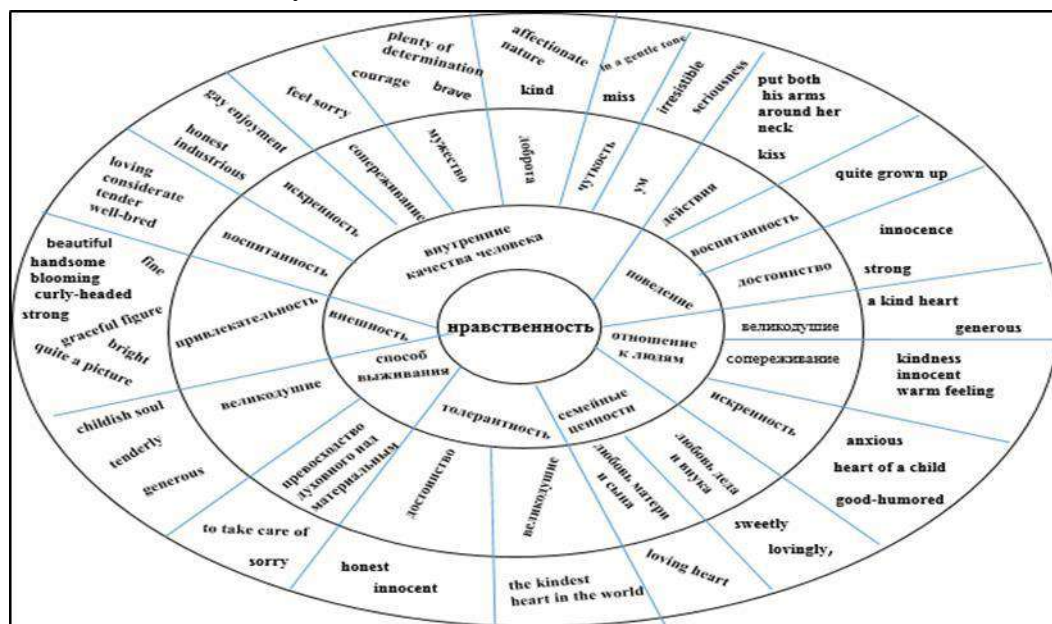 нравственность
внутренние
качества человека
поведение
отношение
к людям
семейные
ценности
толерантность
способ
выживания
внешность
воспитанность
искренность
сопереживание
мужество
доброта
чуткость
ум
действия
воспитанность
достоинство
великодушие
сопереживание
искренность
любовь деда
и внука
любовь матери
и сына
великодушие
достоинство
превосходство
духовного над
материальным
великодушие
привлекательность
loving
considerate
tender
well-bred
honest
industrious
gay enjoyment
feel sorry
plenty of
determination
courage
brave
affectionate
nature
kind
in a gentle tone
miss
irresistible
seriousness
put both
his arms
around her
neck
kiss
quite grown up
innocence
strong
a kind heart
generous
kindness
innocent
warm feeling
anxious
heart of a child
good-humored
sweetly
lovingly,
loving heart
the kindest
heart in the world
honest
innocent
to take care of
sorry
childish soul
tenderly
generous
beautiful
fine
handsome
blooming
curly-headed
strong
graceful figure
bright
quite a picture